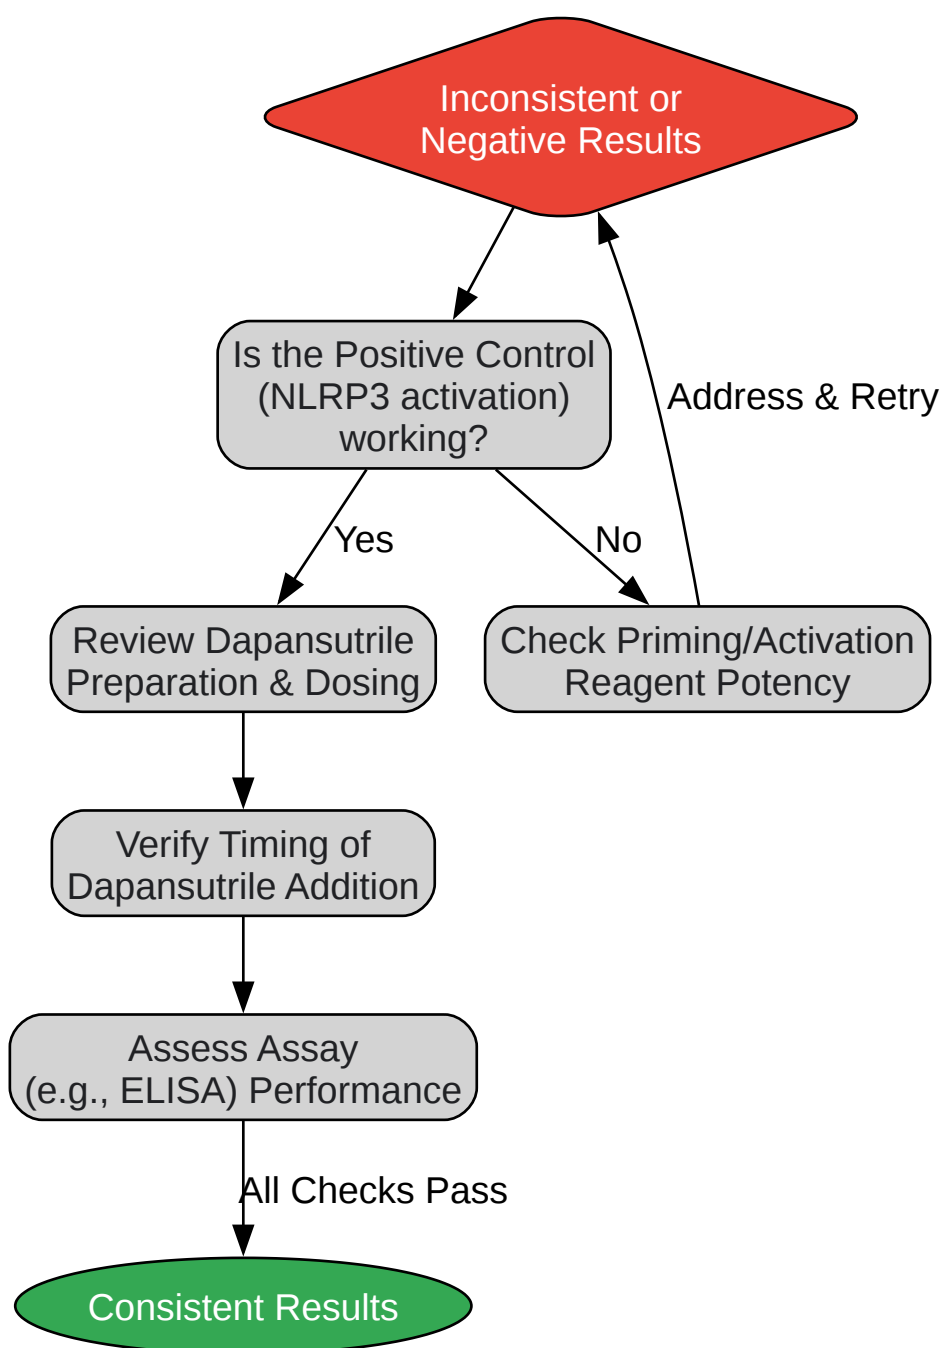 Inconsistent or
Negative Results
Is the Positive Control
(NLRP3 activation)
working?
Address & Retry
Yes
No
Review Dapansutrile
Preparation & Dosing
Check Priming/Activation
Reagent Potency
Verify Timing of
Dapansutrile Addition
Assess Assay
(e.g., ELISA) Performance
All Checks Pass
Consistent Results